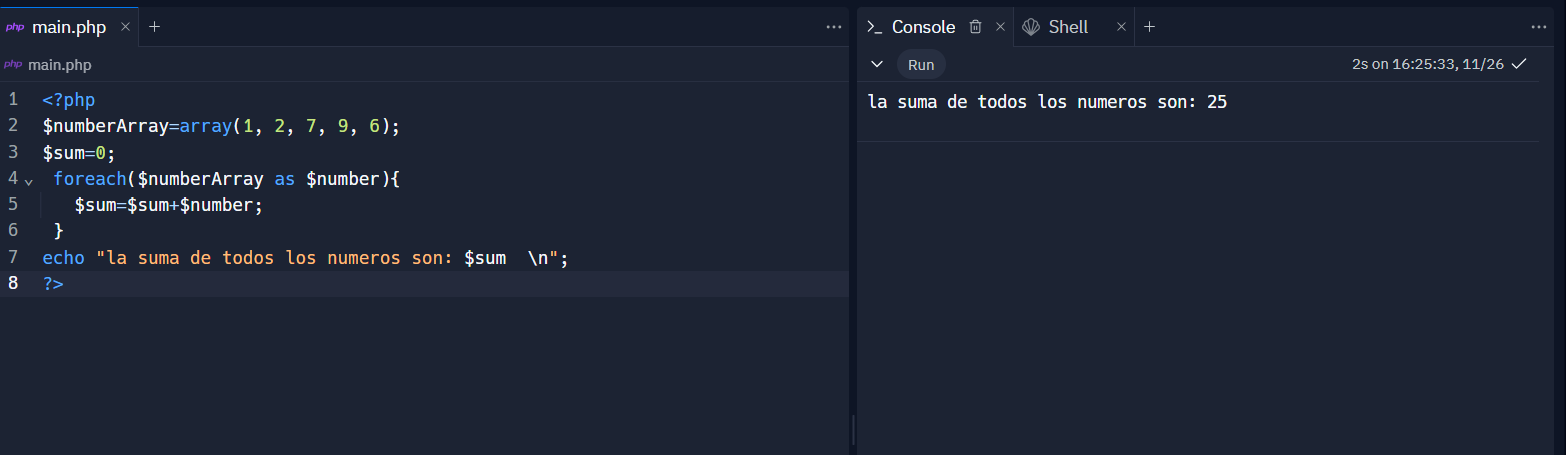 php main.php × +
php main.php
1 <?php
2 $numberArray=array(1, 2, 7, 9, 6);
3 $sum=0;
4 foreach($numberArray as $number){
5 $sum=$sum+$number;
6 }
7 echo "la suma de todos los numeros son: $sum  \n";
8 ?>
>_ Console × Shell × +
Run 2s on 16:25:33, 11/26
la suma de todos los numeros son: 25